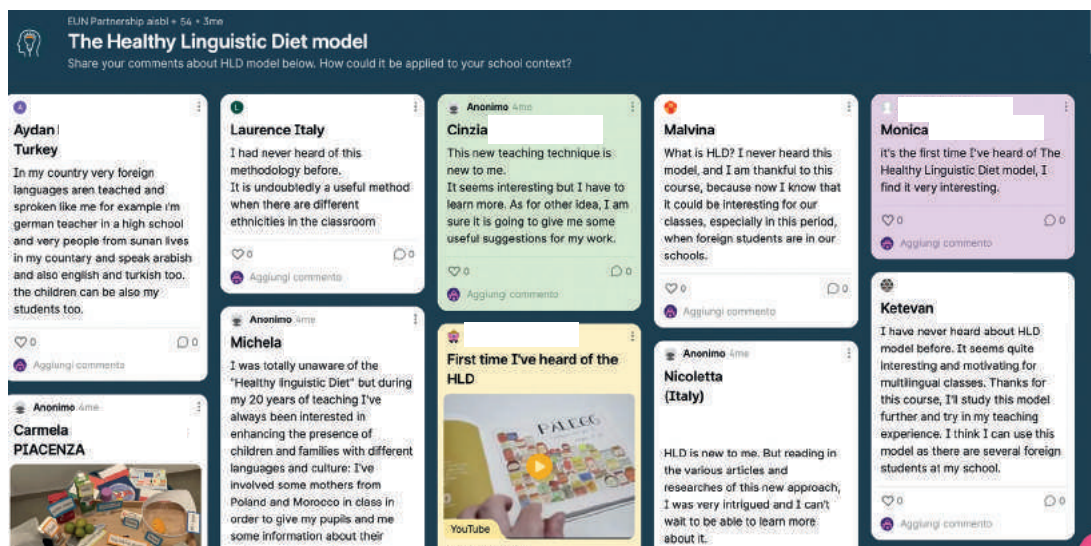 EUN Partnership aisbl + 54 • 3me
The Healthy Linguistic Diet model
Share your comments about HLD model below. How could it be applied to your school context?
A
Aydan
Turkey
In my country very foreign
languages aren teached and
sproken like me for example i'm
german teacher in a high school
and very people from sunan lives
in my countary and speak arabish
and also english and turkish too.
the children can be also my
students too.
0
0
Aggiungi commento
Anonimo 4me
Carmela
PIACENZA
L
Laurence Italy
I had never heard of this
methodology before.
It is undoubtedly a useful method
when there are different
ethnicities in the classroom
0
0
Aggiungi commento
Anonimo 4me
Michela
I was totally unaware of the
"Healthy linguistic Diet" but during
my 20 years of teaching I've
always been interested in
enhancing the presence of
children and families with different
languages and culture: I've
involved some mothers from
Poland and Morocco in class in
order to give my pupils and me
some information about their
Anonimo 4me
Cinzia
This new teaching technique is
new to me.
It seems interesting but I have to
learn more. As for other idea, I am
sure it is going to give me some
useful suggestions for my work.
0
0
Aggiungi commento
First time I've heard of the
HLD
PÅLEGG
YouTube
Malvina
What is HLD? I never heard this
model, and I am thankful to this
course, because now I know that
it could be interesting for our
classes, especially in this period,
when foreign students are in our
schools.
0
0
Aggiungi commento
Anonimo 4me
Nicoletta
(Italy)
HLD is new to me. But reading in
the various articles and
researches of this new approach,
I was very intrigued and I can't
wait to be able to learn more
about it.
Monica
it's the first time I've heard of The
Healthy Linguistic Diet model, I
find it very interesting.
0
0
Aggiungi commento
Ketevan
I have never heard about HLD
model before. It seems quite
interesting and motivating for
multilingual classes. Thanks for
this course, I'll study this model
further and try in my teaching
experience. I think I can use this
model as there are several foreign
students at my school.
0
0
Aggiungi commento